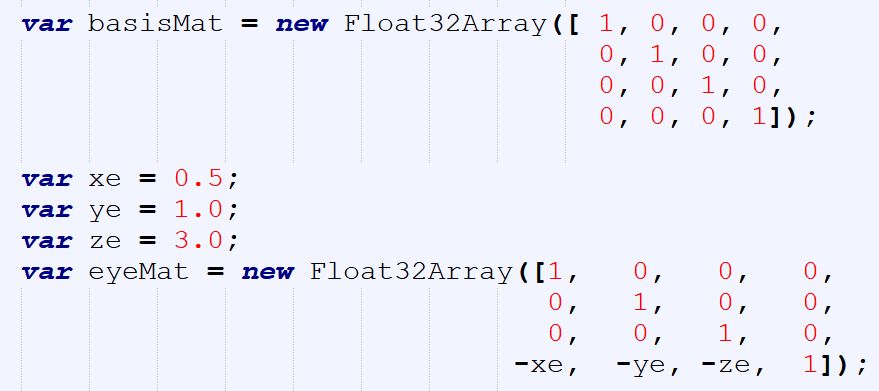 var basisMat = new Float32Array([ 1, 0, 0, 0,
0, 1, 0, 0,
0, 0, 1, 0,
0, 0, 0, 1]);
var xe = 0.5;
var ye = 1.0;
var ze = 3.0;
var eyeMat = new Float32Array([1, 0, 0, 0,
0, 1, 0, 0,
0, 0, 1, 0,
-xe, -ye, -ze, 1]);